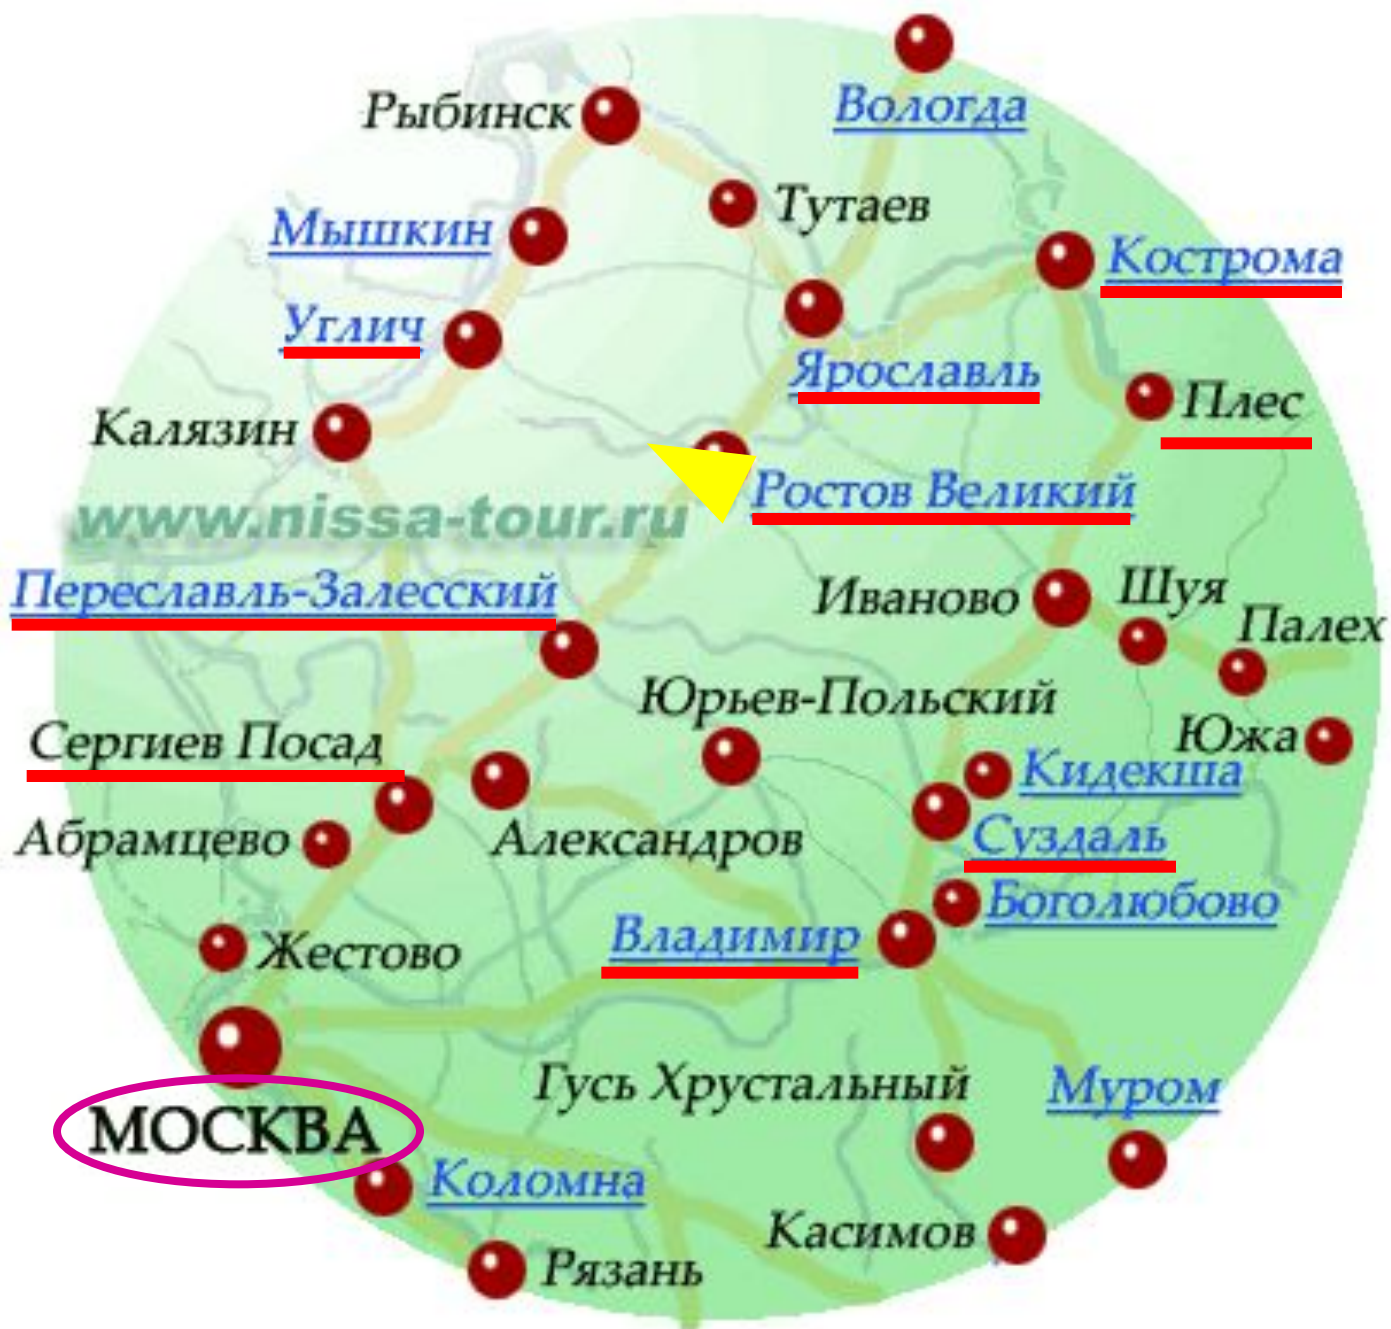 Вологда
Рыбинск
Тутаев
Мышкин
Кострома
Углич
Ярославль
Плес
Калязин
Ростов Великий
www.nissa-tour.ru
Переславль-Залесский
Иваново
Шуя
Палех
Юрьев-Польский
Сергиев Посад
Южа
Кидекша
Абрамцево
Александров
Суздаль
Боголюбово
Владимир
Жестово
Гусь Хрустальный
Муром
МОСКВА
Коломна
Касимов
Рязань